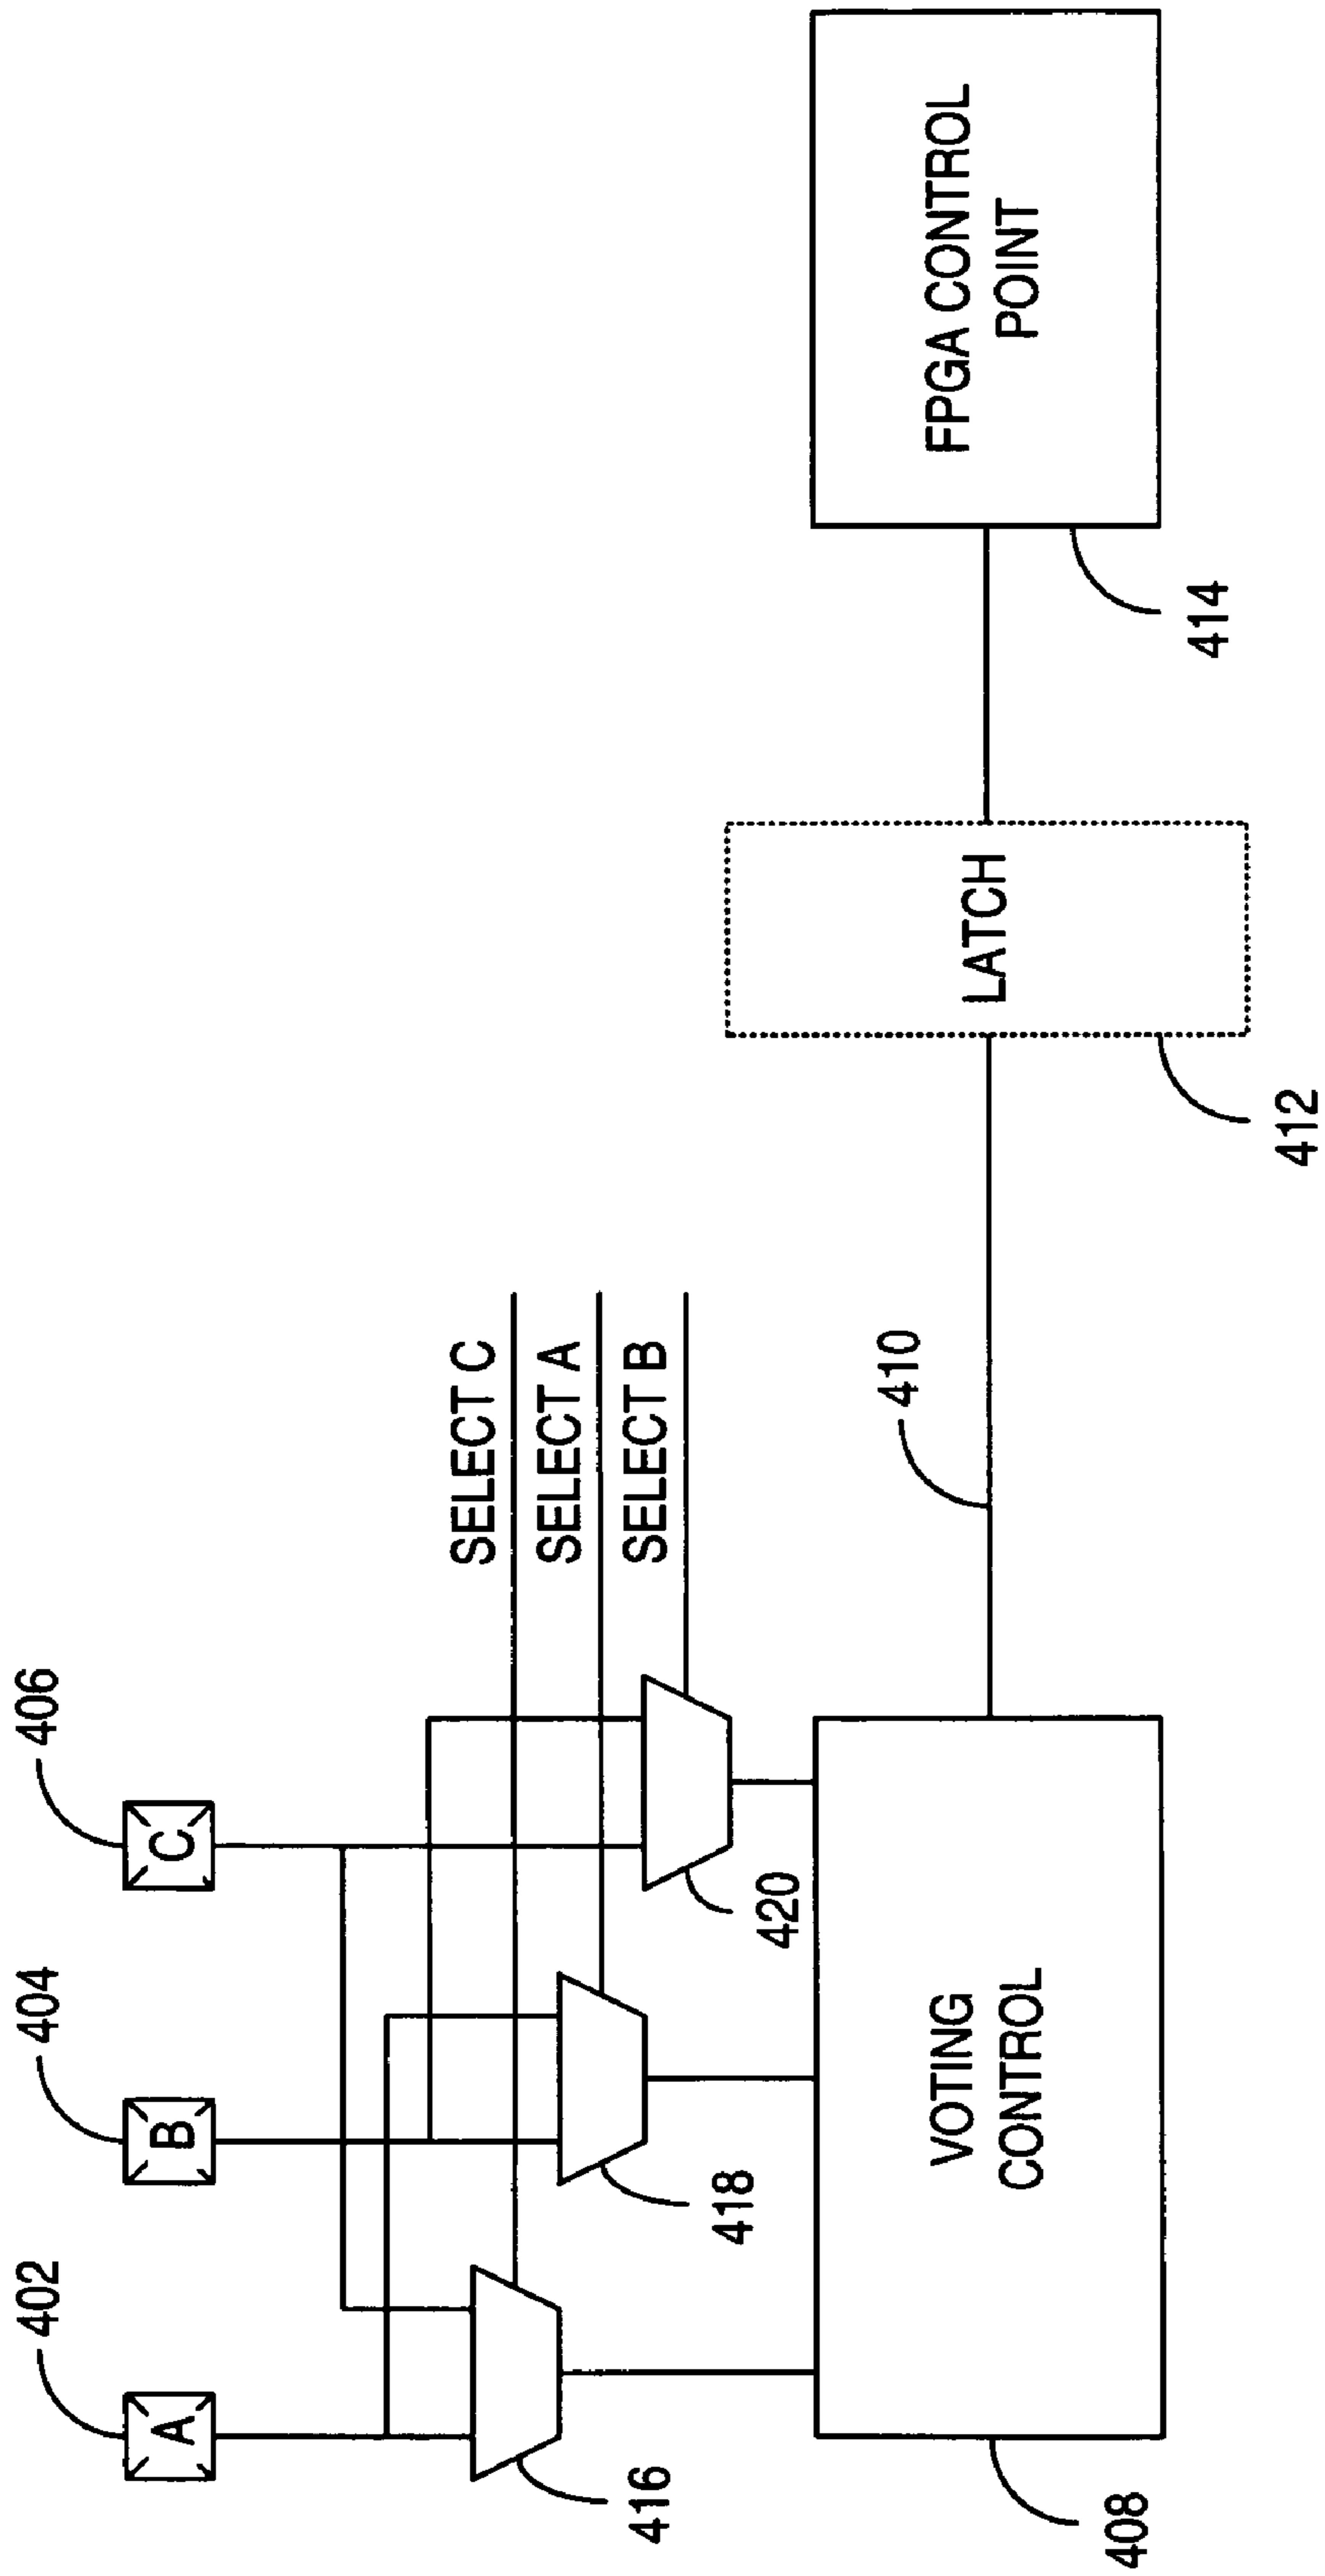 402
404
406
A
B
C
SELECT C
SELECT A
SELECT B
416
418
420
410
VOTING
CONTROL
LATCH
FPGA CONTROL
POINT
408
412
414